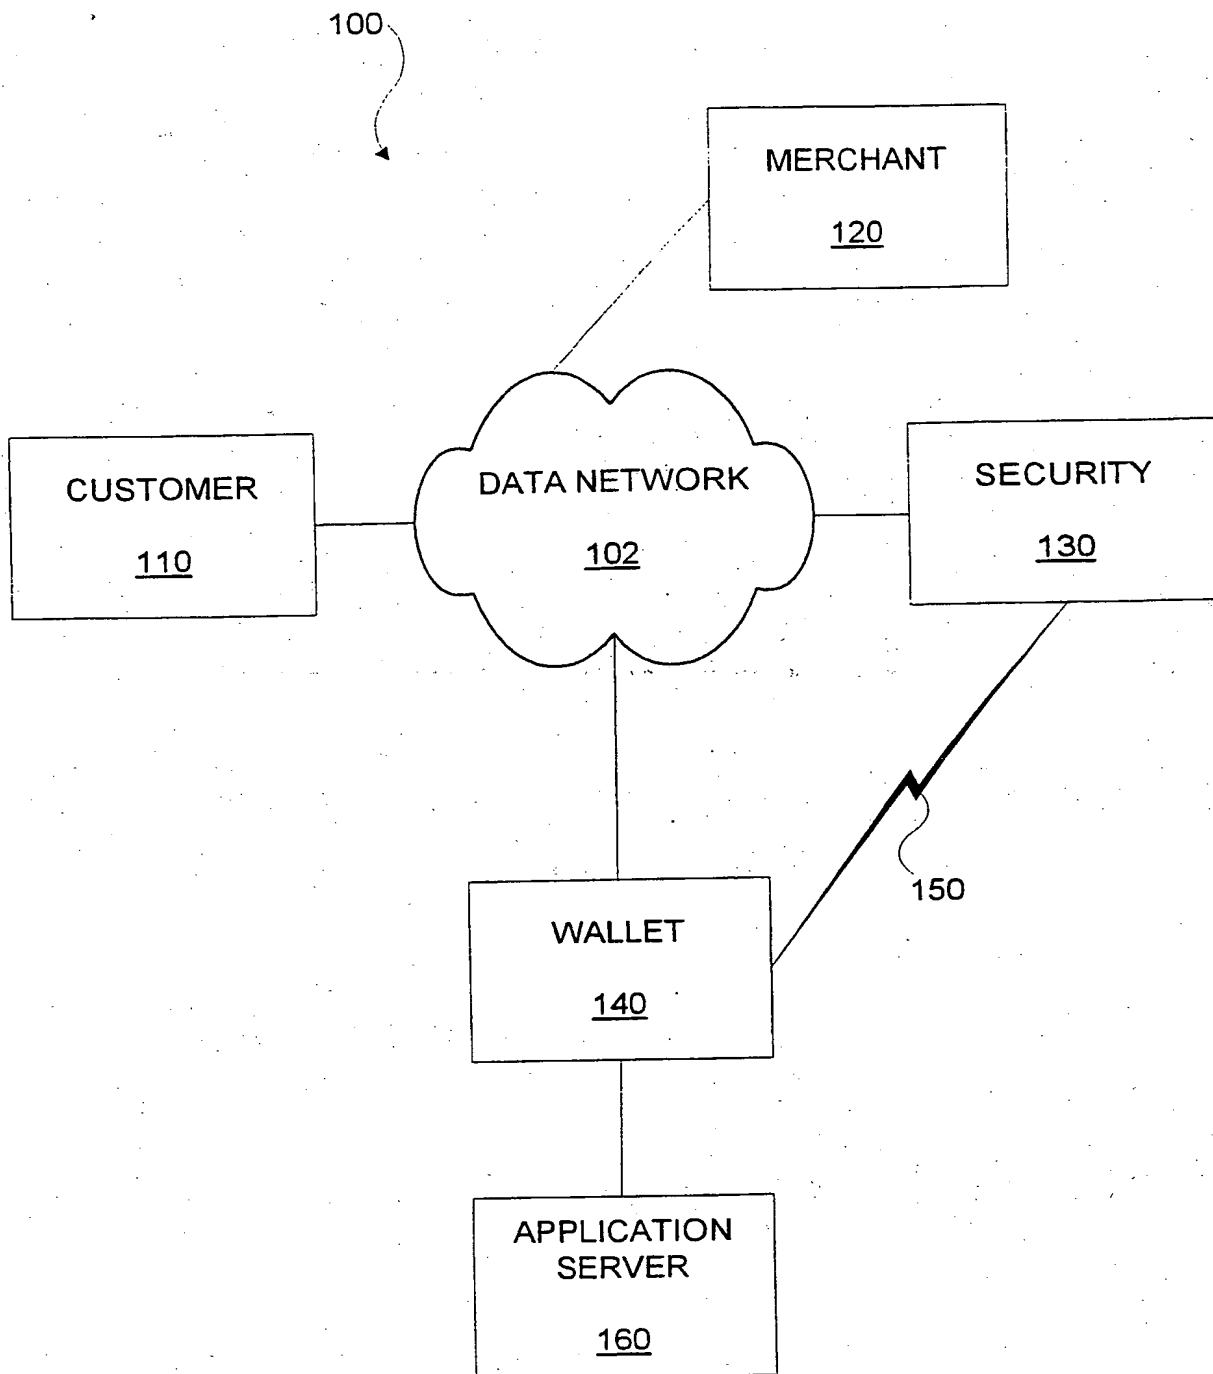 100
MERCHANT
120
CUSTOMER
110
DATA NETWORK
102
SECURITY
130
150
WALLET
140
APPLICATION
SERVER
160